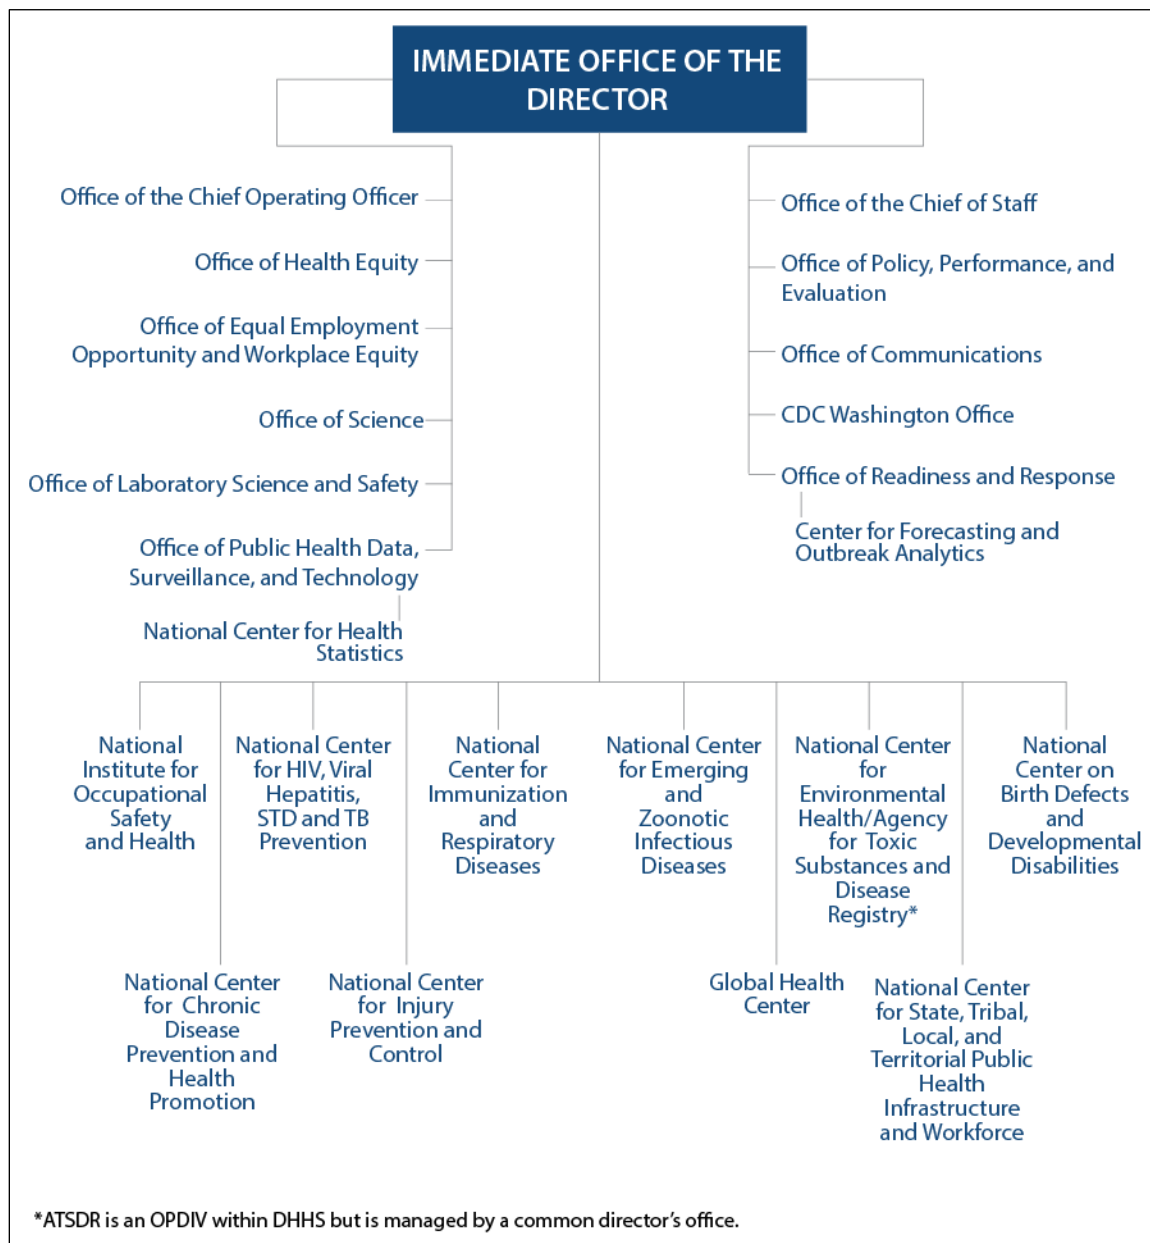 IMMEDIATE OFFICE OF THE
DIRECTOR
Office of the Chief Operating Officer
Office of Health Equity
Office of Equal Employment
Opportunity and Workplace Equity
Office of Science
Office of Laboratory Science and Safety
Office of Public Health Data,
Surveillance, and Technology
National Center for Health
Statistics
Office of the Chief of Staff
Office of Policy, Performance, and
Evaluation
Office of Communications
CDC Washington Office
Office of Readiness and Response
Center for Forecasting and
Outbreak Analytics
National
Institute for
Occupational
Safety
and Health
National Center
for HIV, Viral
Hepatitis,
STD and TB
Prevention
National
Center for
Immunization
and
Respiratory
Diseases
National Center
for Emerging
and
Zoonotic
Infectious
Diseases
National Center
for
Environmental
Health/Agency
for Toxic
Substances and
Disease
Registry*
National
Center on
Birth Defects
and
Developmental
Disabilities
National Center
for Chronic
Disease
Prevention and
Health
Promotion
National Center
for Injury
Prevention and
Control
Global Health
Center
National Center
for State, Tribal,
Local, and
Territorial Public
Health
Infrastructure
and Workforce
*ATSDR is an OPDIV within DHHS but is managed by a common director's office.